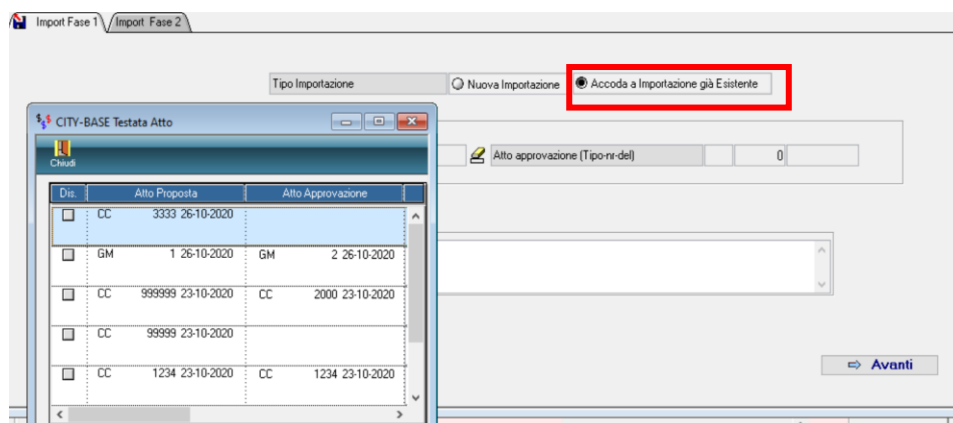 Import Fase 1 Import Fase 2
Tipo Importazione Nuova Importazione Accoda a Importazione già Esistente
CITY-BASE Testata Atto
Chiudi
Atto approvazione (Tipo-nr-del) 0
Dis. Atto Proposta Atto Approvazione
CC 3333 26-10-2020
GM 1 26-10-2020 GM 2 26-10-2020
CC 999999 23-10-2020 CC 2000 23-10-2020
CC 99999 23-10-2020
CC 1234 23-10-2020 CC 1234 23-10-2020
Avanti